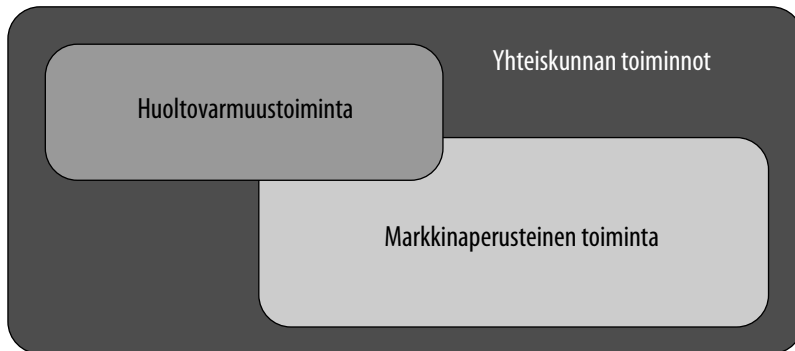 Yhteiskunnan toiminnot
Huoltovarmuustoiminta
Markkinaperusteinen toiminta